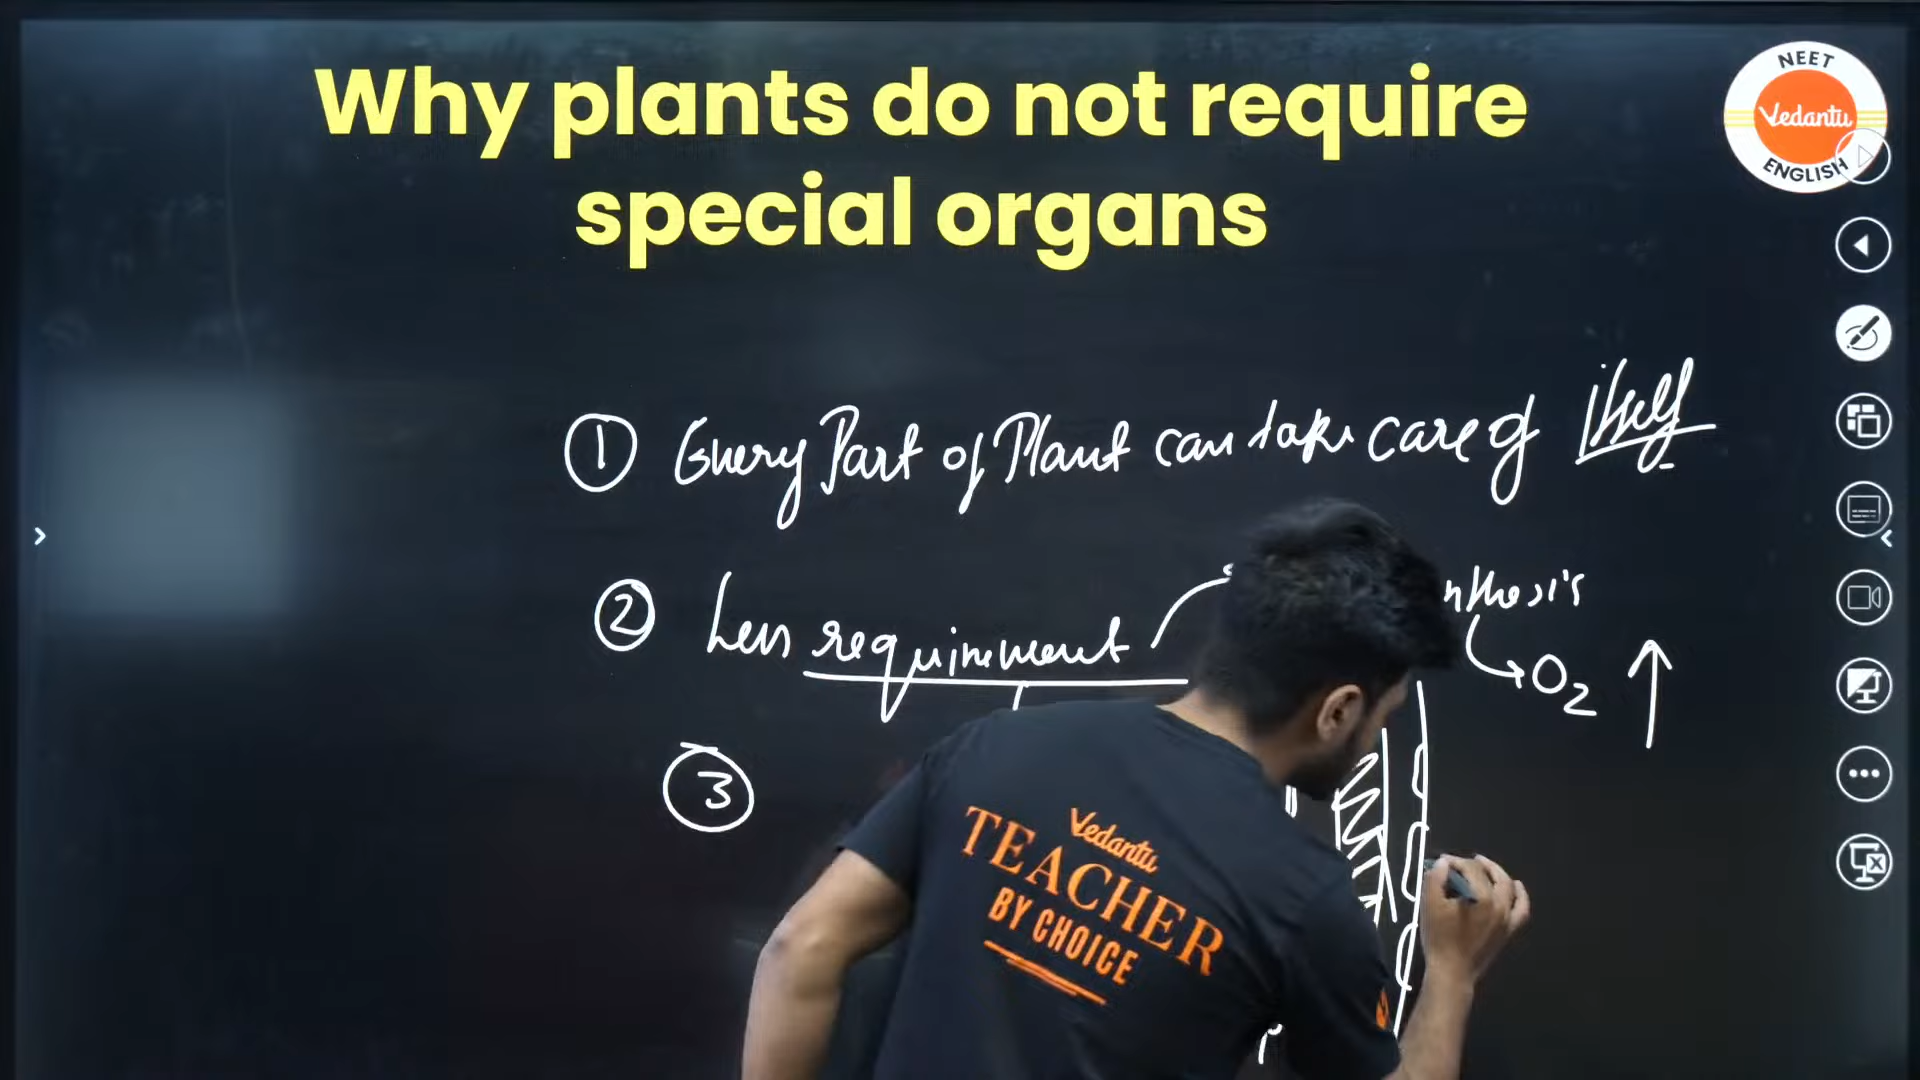 Why plants do not require
special organs
NEET
Vedantu
ENGLISH
1 Every Part of Plant can take care of itself
2 Less requirement nthesis
O2 ↑
3
Vedantu
TEACHER
BY CHOICE